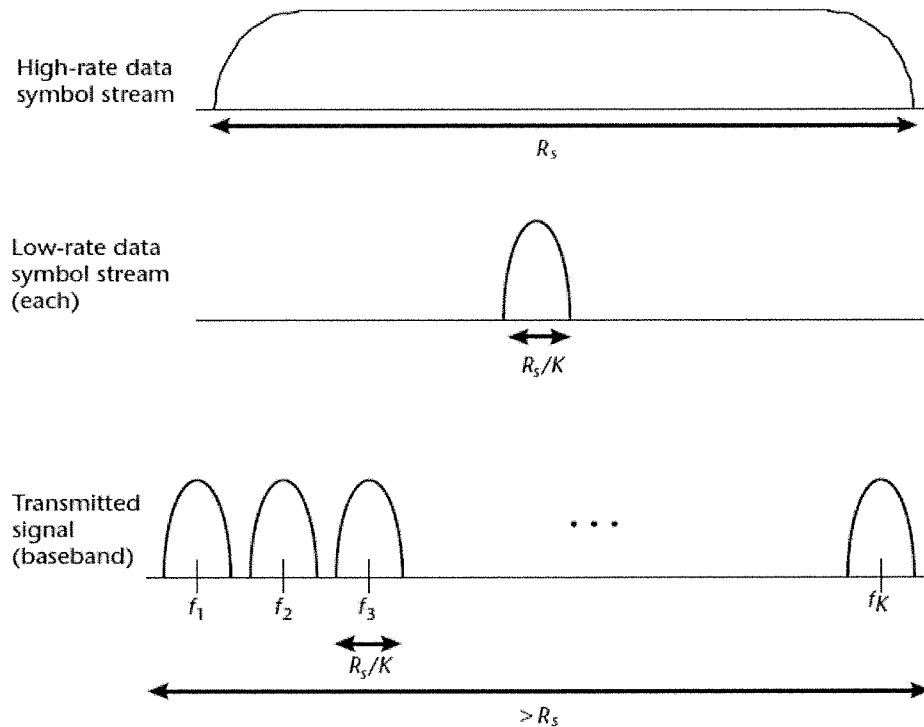 High-rate data
symbol stream
R_s
Low-rate data
symbol stream
(each)
R_s/K
Transmitted
signal
(baseband)
. . .
f_1 f_2 f_3 f_K
R_s/K
> R_s